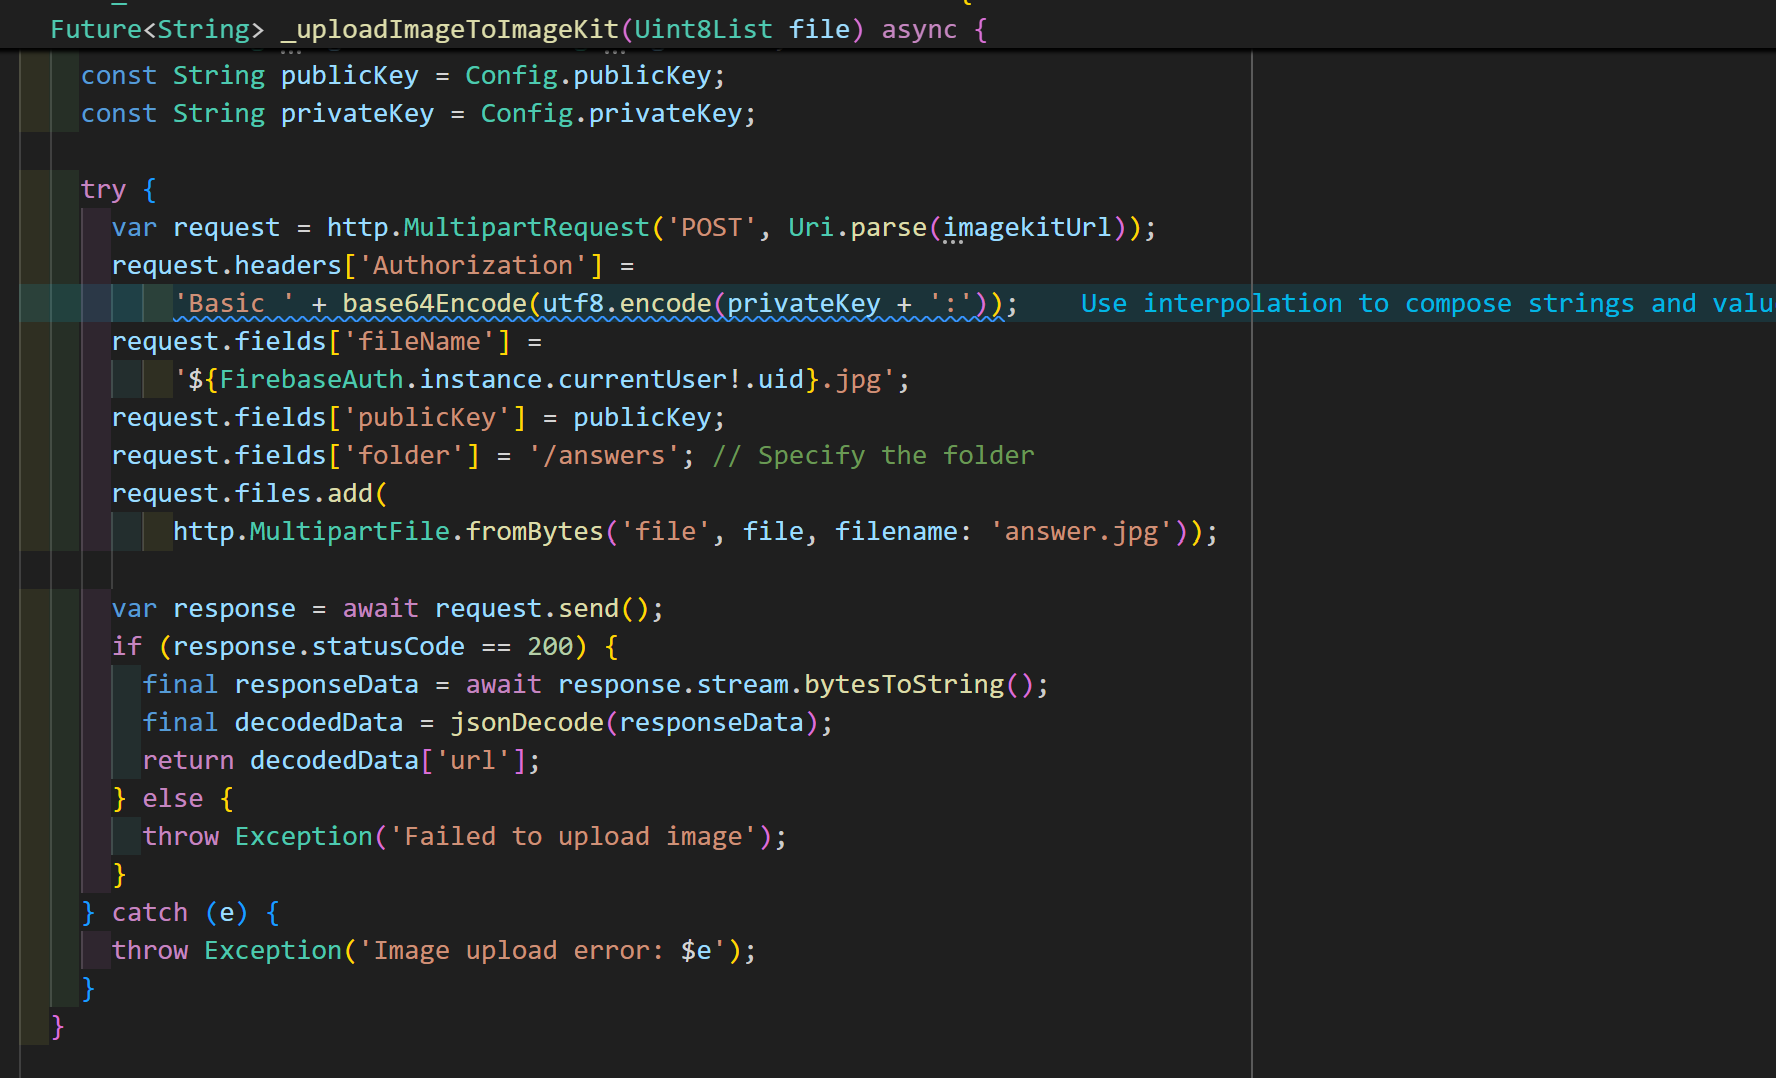 Future<String> _uploadImageToImageKit(Uint8List file) async {
const String publicKey = Config.publicKey;
const String privateKey = Config.privateKey;
try {
var request = http.MultipartRequest('POST', Uri.parse(imagekitUrl));
request.headers['Authorization'] =
'Basic ' + base64Encode(utf8.encode(privateKey + ':'));    Use interpolation to compose strings and valu
request.fields['fileName'] =
'${FirebaseAuth.instance.currentUser!.uid}.jpg';
request.fields['publicKey'] = publicKey;
request.fields['folder'] = '/answers'; // Specify the folder
request.files.add(
http.MultipartFile.fromBytes('file', file, filename: 'answer.jpg'));
var response = await request.send();
if (response.statusCode == 200) {
final responseData = await response.stream.bytesToString();
final decodedData = jsonDecode(responseData);
return decodedData['url'];
} else {
throw Exception('Failed to upload image');
}
} catch (e) {
throw Exception('Image upload error: $e');
}
}